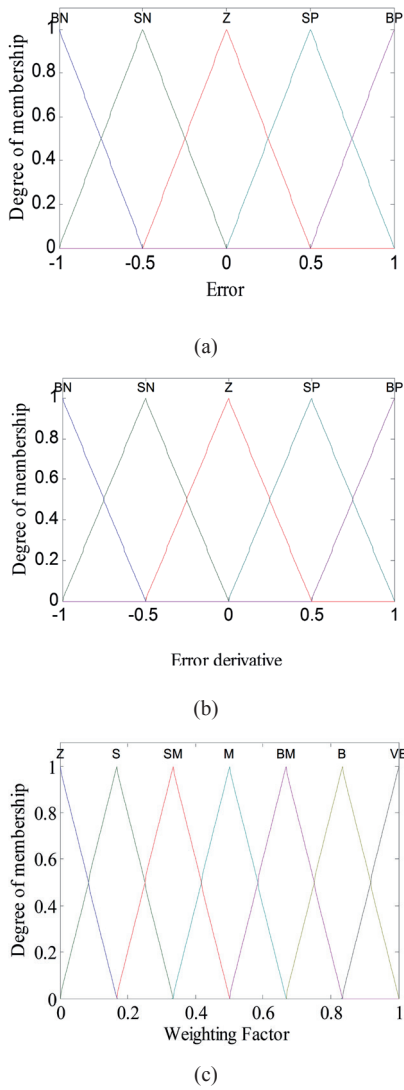 BN SN Z SP BP
1
0.8
0.6
0.4
0.2
0
-1 -0.5 0 0.5 1
Degree of membership
Error
(a)
BN SN Z SP BP
1
0.8
0.6
0.4
0.2
0
-1 -0.5 0 0.5 1
Degree of membership
Error derivative
(b)
Z S SM M BM B VB
1
0.8
0.6
0.4
0.2
0
0 0.2 0.4 0.6 0.8 1
Degree of membership
Weighting Factor
(c)